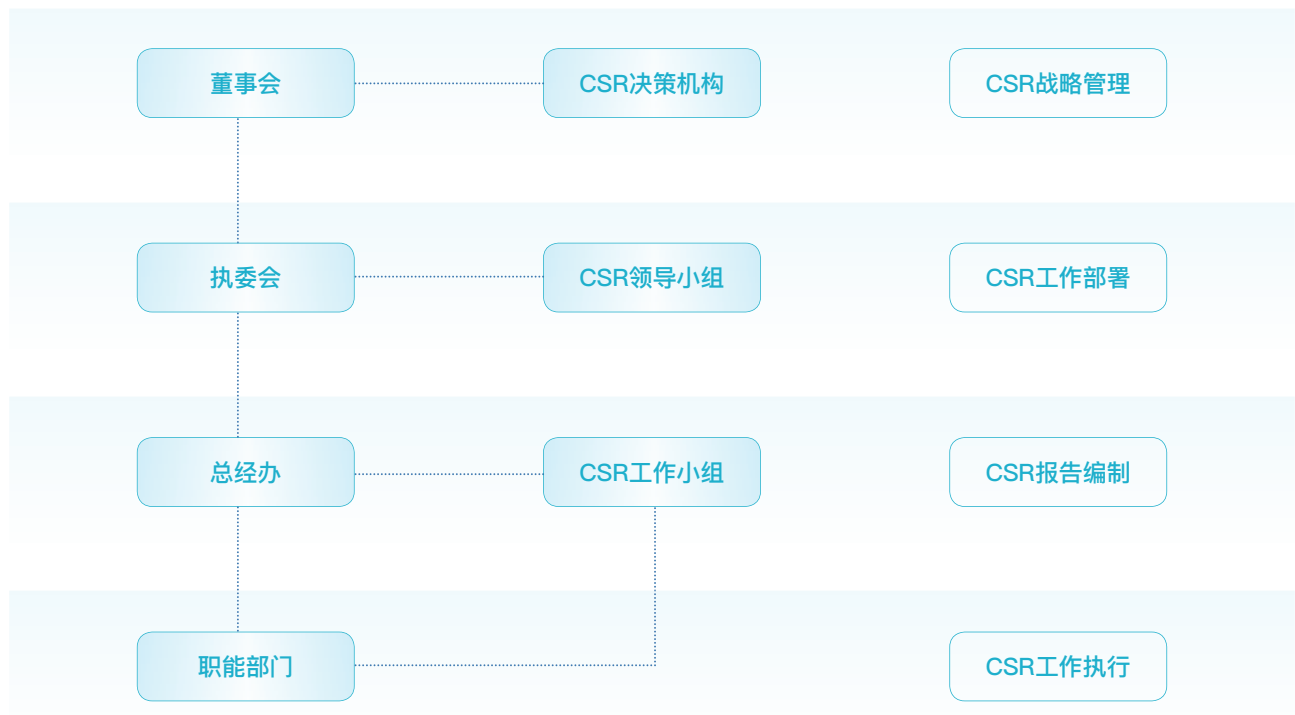 董事会
CSR决策机构
CSR战略管理
执委会
CSR领导小组
CSR工作部署
总经办
CSR工作小组
CSR报告编制
职能部门
CSR工作执行